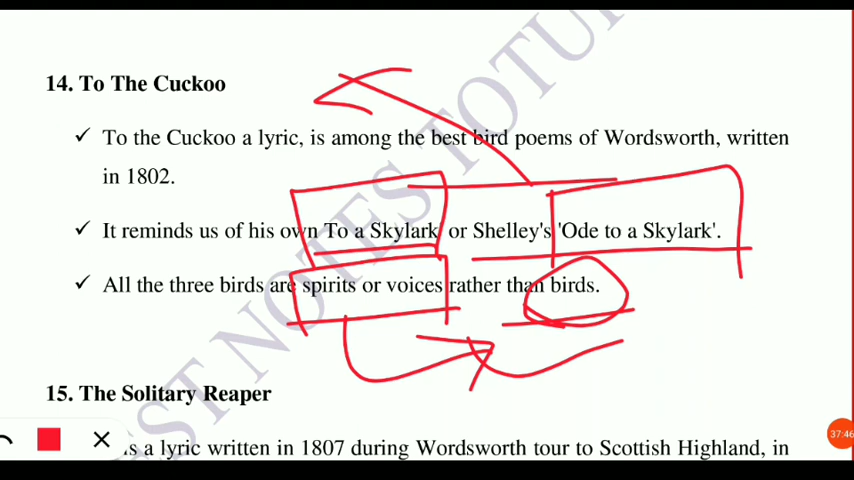 14. To The Cuckoo
✓ To the Cuckoo a lyric, is among the best bird poems of Wordsworth, written
in 1802.
✓ It reminds us of his own To a Skylark or Shelley's 'Ode to a Skylark'.
✓ All the three birds are spirits or voices rather than birds.
15. The Solitary Reaper
s a lyric written in 1807 during Wordsworth tour to Scottish Highland, in
37:46